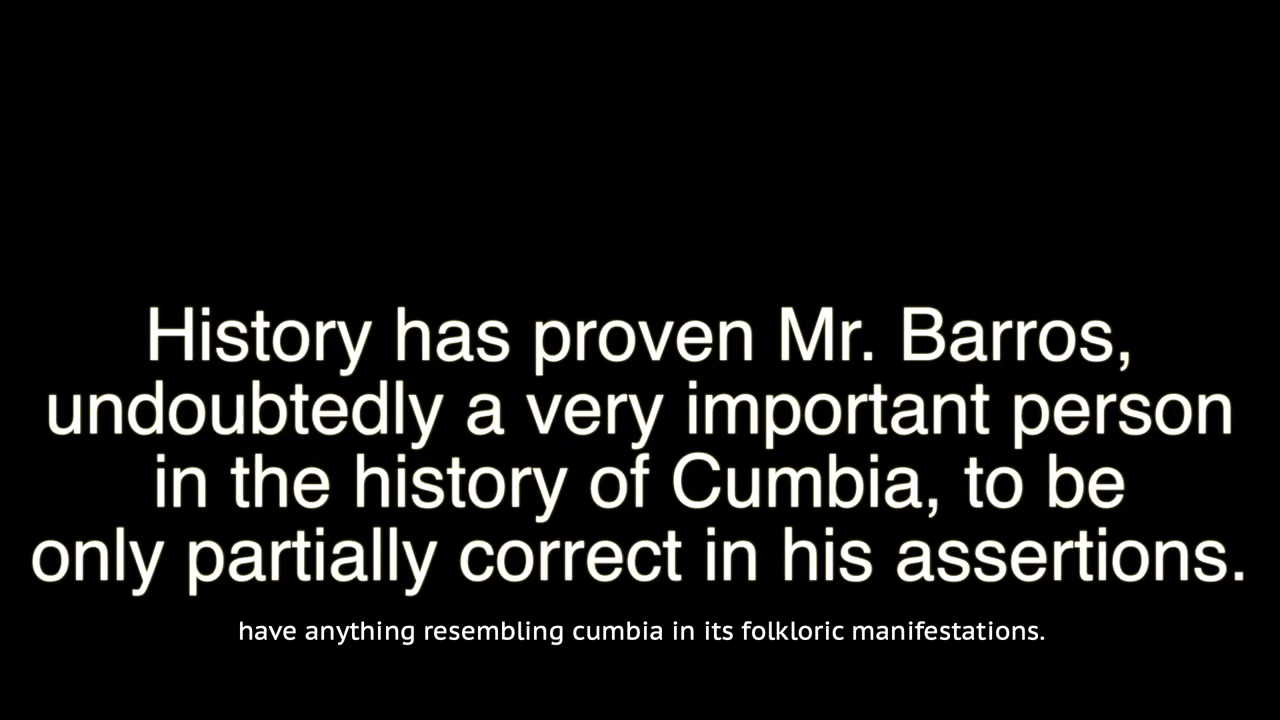 History has proven Mr. Barros,
undoubtedly a very important person
in the history of Cumbia, to be
only partially correct in his assertions.
have anything resembling cumbia in its folkloric manifestations.